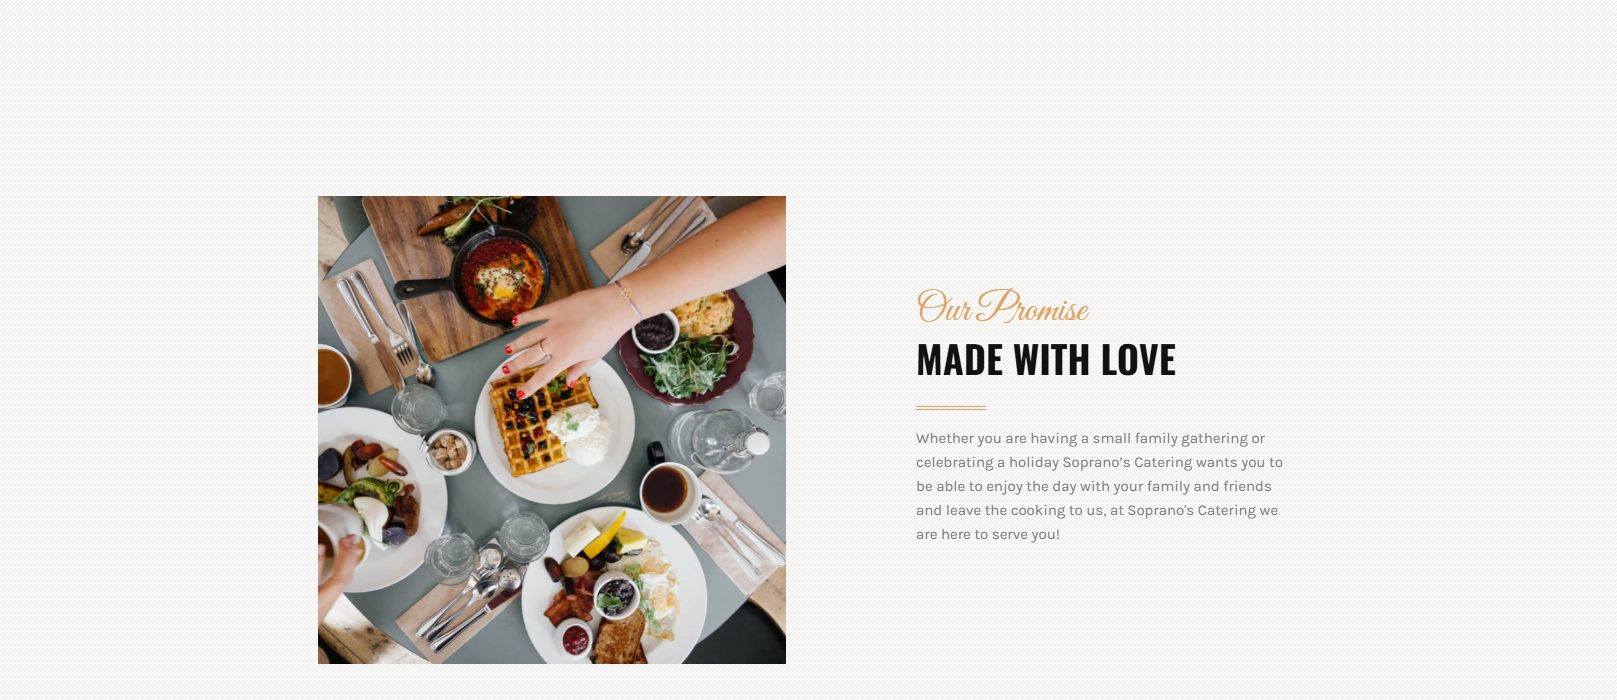 Our Promise
MADE WITH LOVE
Whether you are having a small family gathering or
celebrating a holiday Soprano’s Catering wants you to
be able to enjoy the day with your family and friends
and leave the cooking to us, at Soprano's Catering we
are here to serve you!